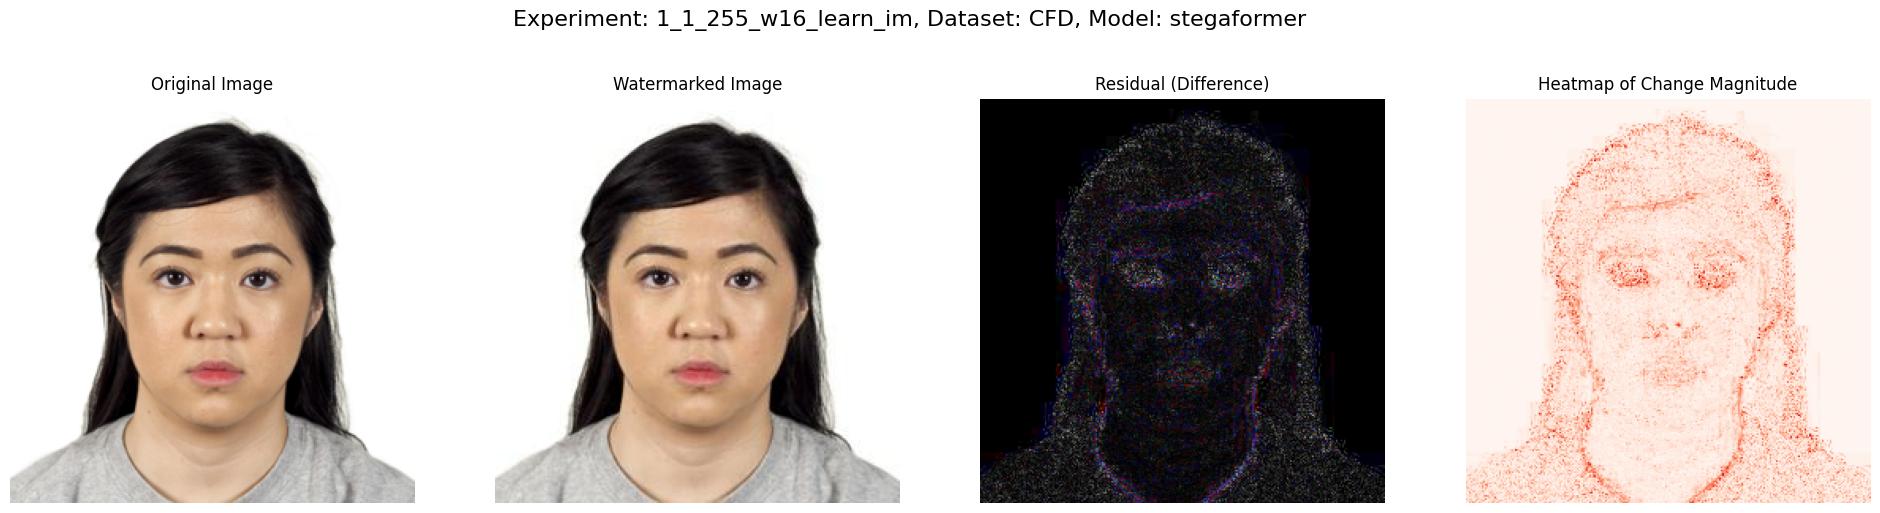 Experiment: 1_1_255_w16_learn_im, Dataset: CFD, Model: stegaformer
Original Image
Watermarked Image
Residual (Difference)
Heatmap of Change Magnitude